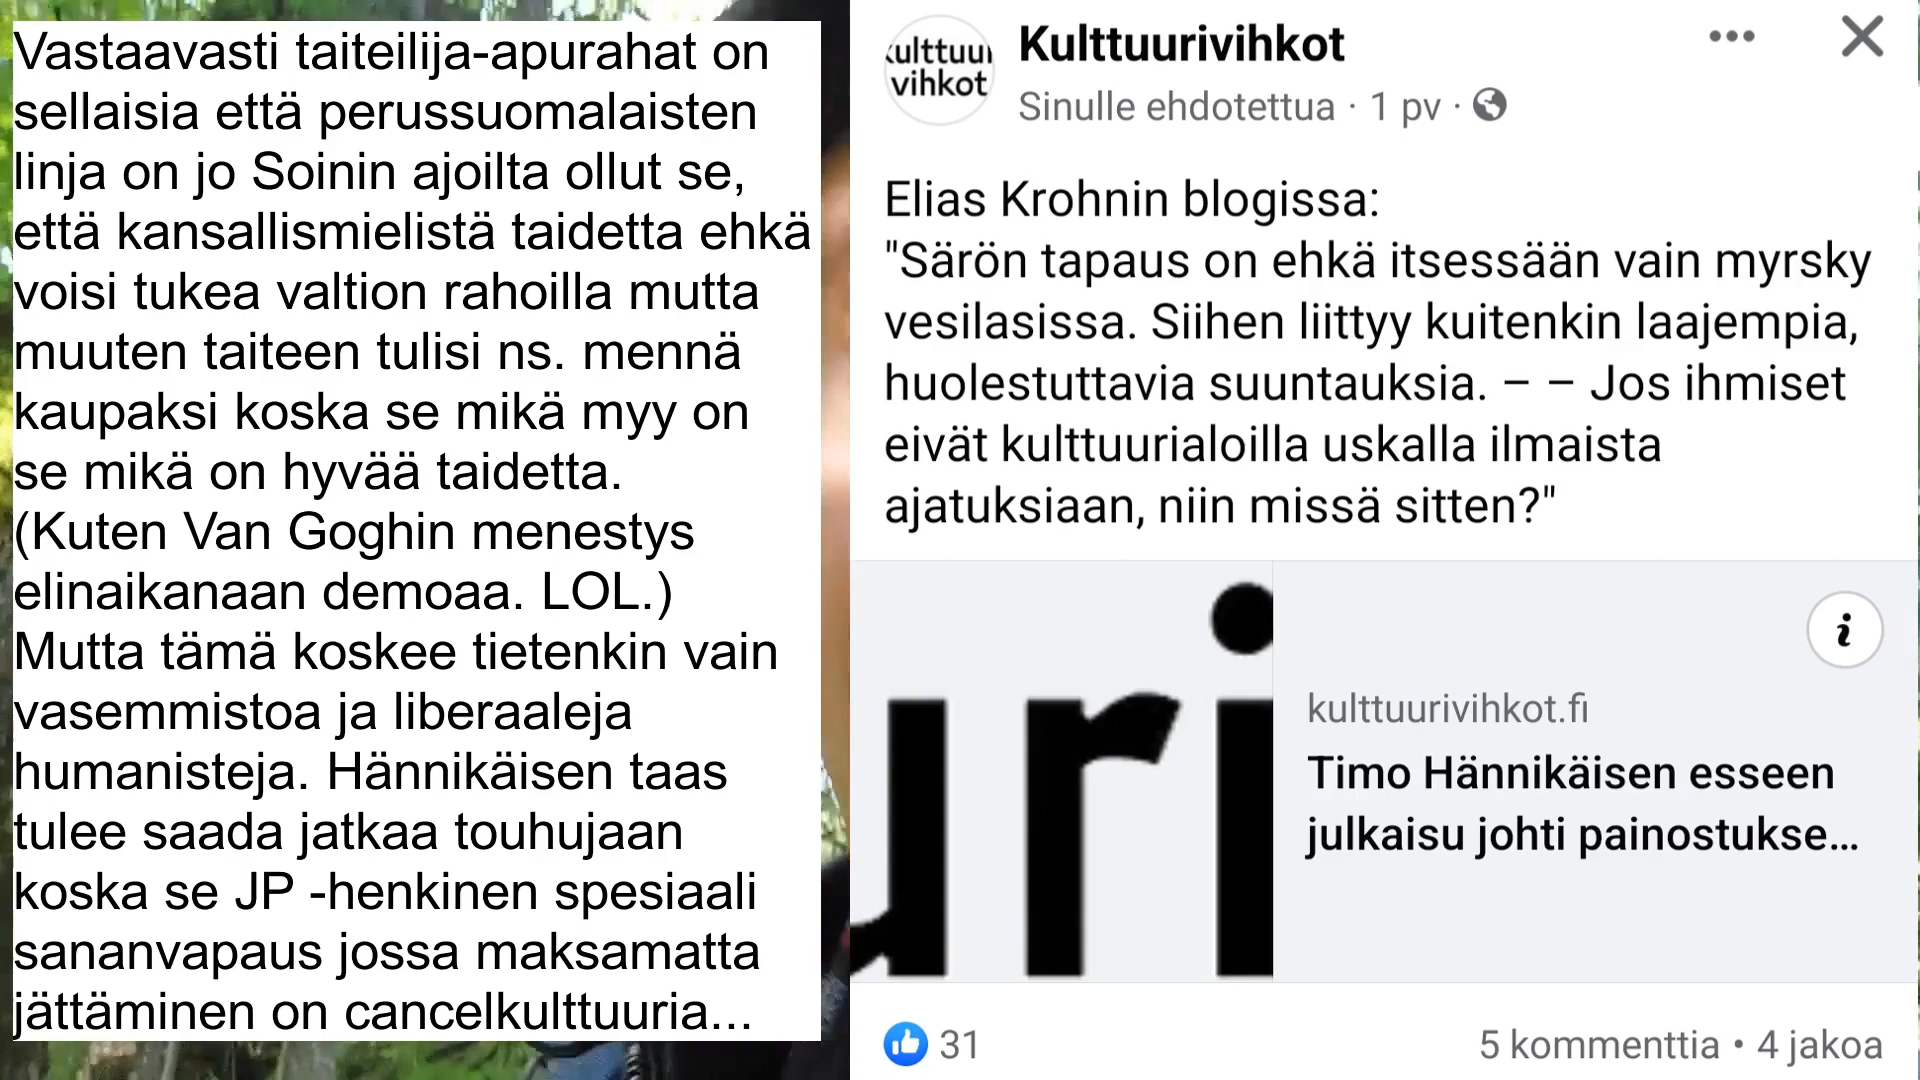 Vastaavasti taiteilija-apurahat on
sellaisia että perussuomalaisten
linja on jo Soinin ajoilta ollut se,
että kansallismielistä taidetta ehkä
voisi tukea valtion rahoilla mutta
muuten taiteen tulisi ns. mennä
kaupaksi koska se mikä myy on
se mikä on hyvää taidetta.
(Kuten Van Goghin menestys
elinaikanaan demoaa. LOL.)
Mutta tämä koskee tietenkin vain
vasemmistoa ja liberaaleja
humanisteja. Hännikäisen taas
tulee saada jatkaa touhujaan
koska se JP -henkinen spesiaali
sananvapaus jossa maksamatta
jättäminen on cancelkulttuuria...
kulttuuri
vihkot
Kulttuurivihkot
Sinulle ehdotettua · 1 pv ·
Elias Krohnin blogissa:
"Särön tapaus on ehkä itsessään vain myrsky
vesilasissa. Siihen liittyy kuitenkin laajempia,
huolestuttavia suuntauksia. – – Jos ihmiset
eivät kulttuurialoilla uskalla ilmaista
ajatuksiaan, niin missä sitten?"
uri
i
kulttuurivihkot.fi
Timo Hännikäisen esseen
julkaisu johti painostukse...
31
5 kommenttia • 4 jakoa